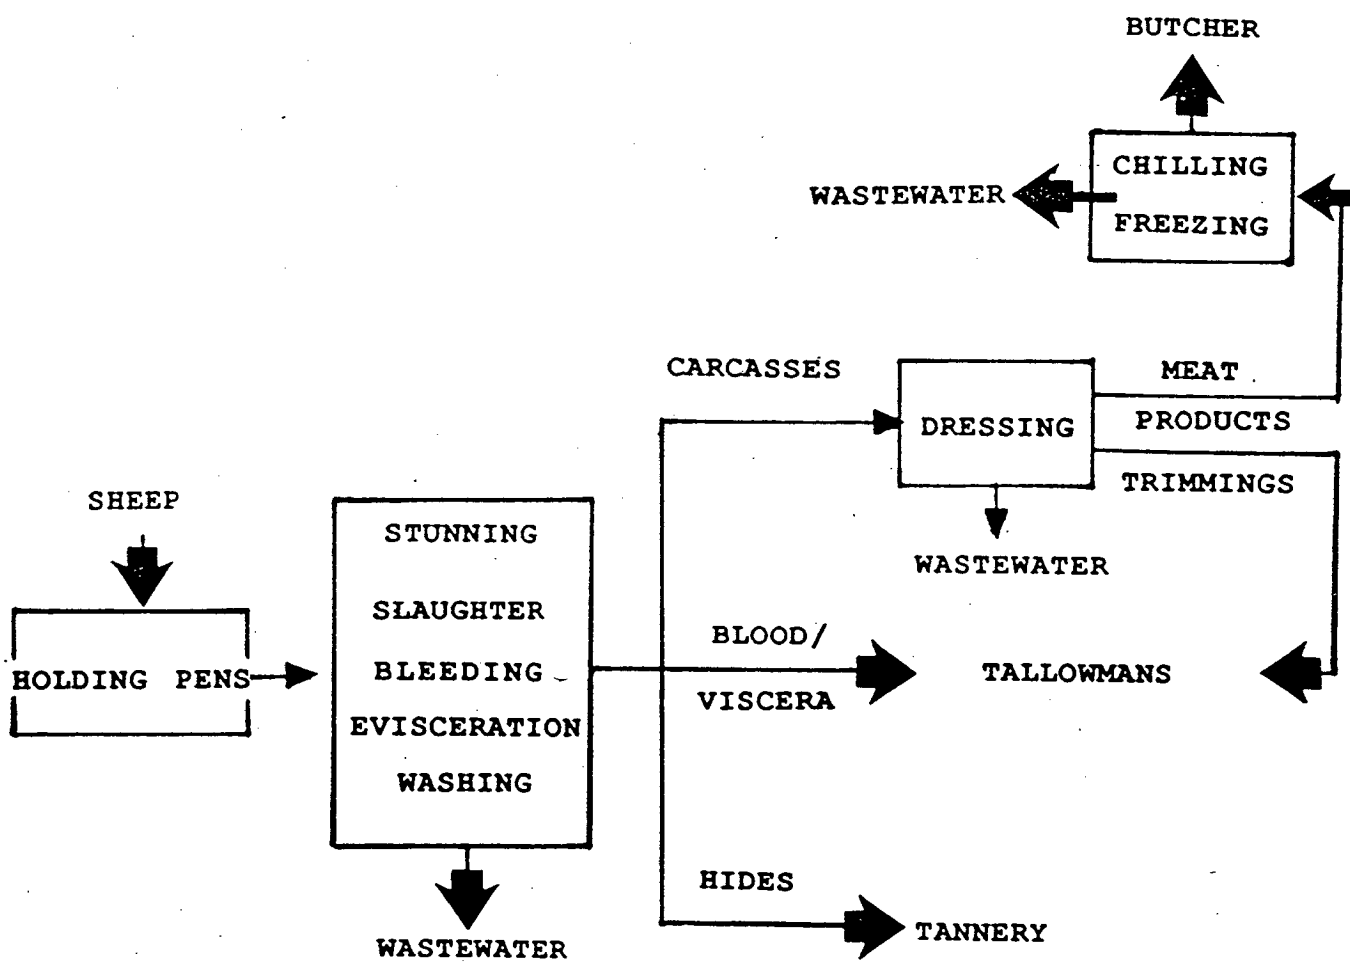 BUTCHER
CHILLING
WASTEWATER
FREEZING
CARCASSES
MEAT
DRESSING
PRODUCTS
TRIMMINGS
WASTEWATER
SHEEP
HOLDING PENS
STUNNING
SLAUGHTER
BLEEDING
EVISCERATION
WASHING
WASTEWATER
BLOOD/
VISCERA
TALLOWMANS
HIDES
TANNERY